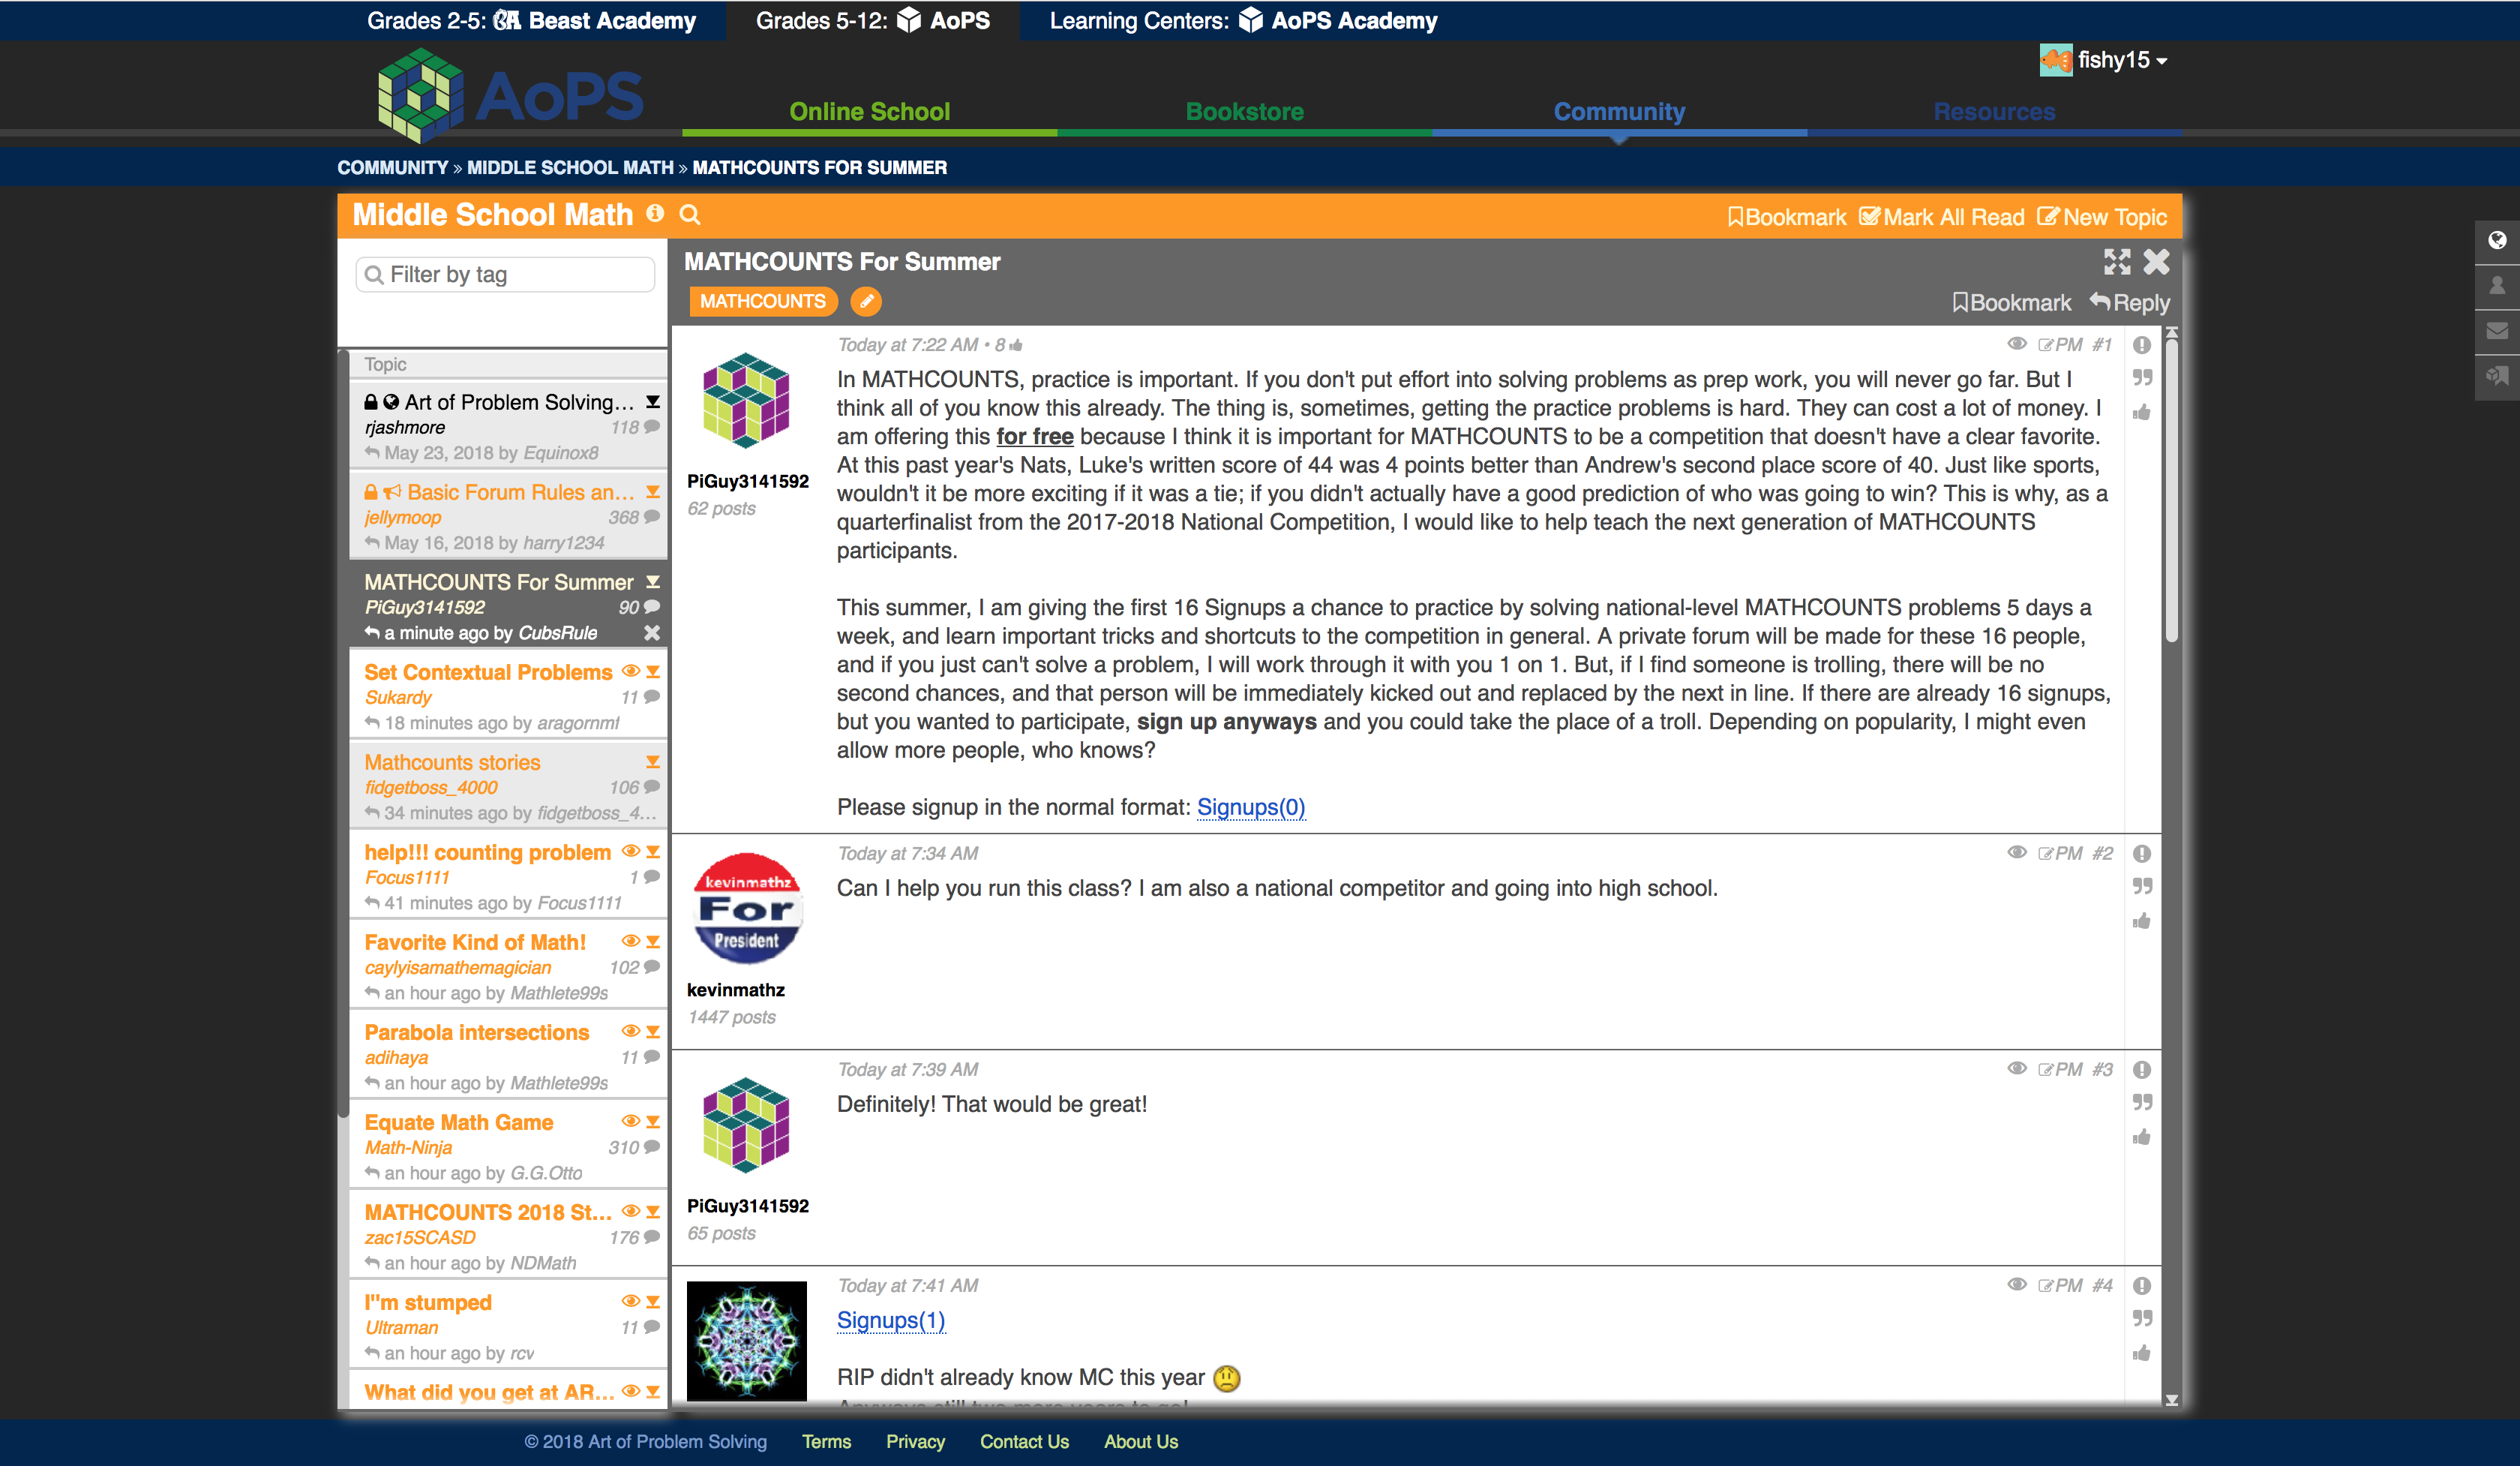 Grades 2-5: BA Beast Academy
Grades 5-12: AoPS
Learning Centers: AoPS Academy
fishy15
AoPS
Online School
Bookstore
Community
Resources
COMMUNITY » MIDDLE SCHOOL MATH » MATHCOUNTS FOR SUMMER
Middle School Math
Bookmark Mark All Read New Topic
Filter by tag
Topic
Art of Problem Solving...
rjashmore 118
May 23, 2018 by Equinox8
Basic Forum Rules an...
jellymoop 368
May 16, 2018 by harry1234
MATHCOUNTS For Summer
PiGuy3141592 90
a minute ago by CubsRule
Set Contextual Problems
Sukardy 11
18 minutes ago by aragornmf
Mathcounts stories
fidgetboss_4000 106
34 minutes ago by fidgetboss_4...
help!!! counting problem
Focus1111 1
41 minutes ago by Focus1111
Favorite Kind of Math!
caylyisamathemagician 102
an hour ago by Mathlete99s
Parabola intersections
adihaya 11
an hour ago by Mathlete99s
Equate Math Game
Math-Ninja 310
an hour ago by G.G.Otto
MATHCOUNTS 2018 St...
zac15SCASD 176
an hour ago by NDMath
I"m stumped
Ultraman 11
an hour ago by rcv
What did you get at AR...
MATHCOUNTS For Summer
MATHCOUNTS
Bookmark Reply
Today at 7:22 AM • 8
PM #1
PiGuy3141592
62 posts
In MATHCOUNTS, practice is important. If you don't put effort into solving problems as prep work, you will never go far. But I
think all of you know this already. The thing is, sometimes, getting the practice problems is hard. They can cost a lot of money. I
am offering this for free because I think it is important for MATHCOUNTS to be a competition that doesn't have a clear favorite.
At this past year's Nats, Luke's written score of 44 was 4 points better than Andrew's second place score of 40. Just like sports,
wouldn't it be more exciting if it was a tie; if you didn't actually have a good prediction of who was going to win? This is why, as a
quarterfinalist from the 2017-2018 National Competition, I would like to help teach the next generation of MATHCOUNTS
participants.
This summer, I am giving the first 16 Signups a chance to practice by solving national-level MATHCOUNTS problems 5 days a
week, and learn important tricks and shortcuts to the competition in general. A private forum will be made for these 16 people,
and if you just can't solve a problem, I will work through it with you 1 on 1. But, if I find someone is trolling, there will be no
second chances, and that person will be immediately kicked out and replaced by the next in line. If there are already 16 signups,
but you wanted to participate, sign up anyways and you could take the place of a troll. Depending on popularity, I might even
allow more people, who knows?
Please signup in the normal format: Signups(0)
Today at 7:34 AM
PM #2
kevinmathz
For
President
kevinmathz
1447 posts
Can I help you run this class? I am also a national competitor and going into high school.
Today at 7:39 AM
PM #3
PiGuy3141592
65 posts
Definitely! That would be great!
Today at 7:41 AM
PM #4
Signups(1)
RIP didn't already know MC this year
Anyways still two more years to go!
© 2018 Art of Problem Solving
Terms
Privacy
Contact Us
About Us